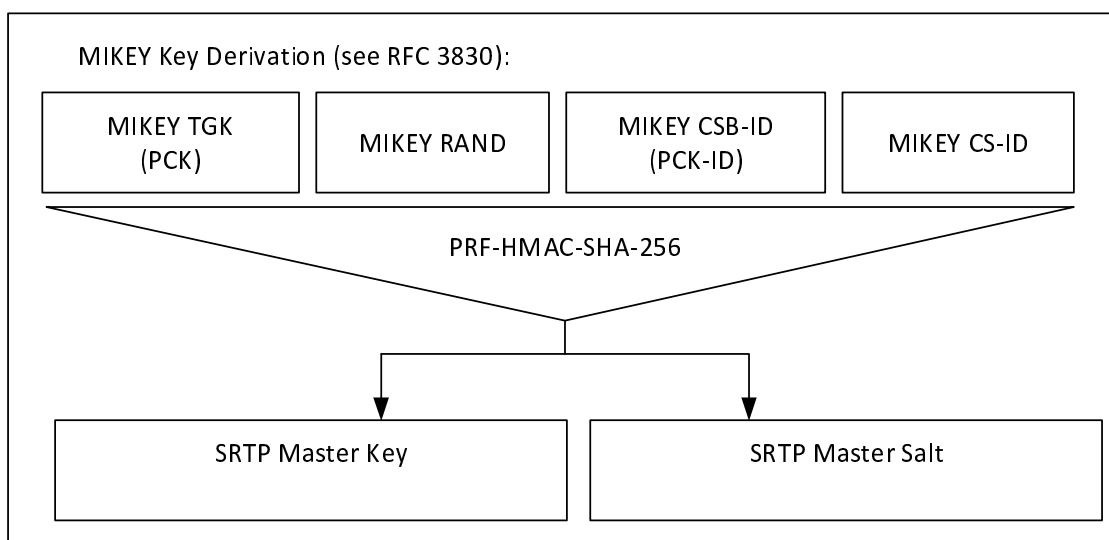 MIKEY Key Derivation (see RFC 3830):
MIKEY TGK
(PCK)
MIKEY RAND
MIKEY CSB-ID
(PCK-ID)
MIKEY CS-ID
PRF-HMAC-SHA-256
SRTP Master Key
SRTP Master Salt